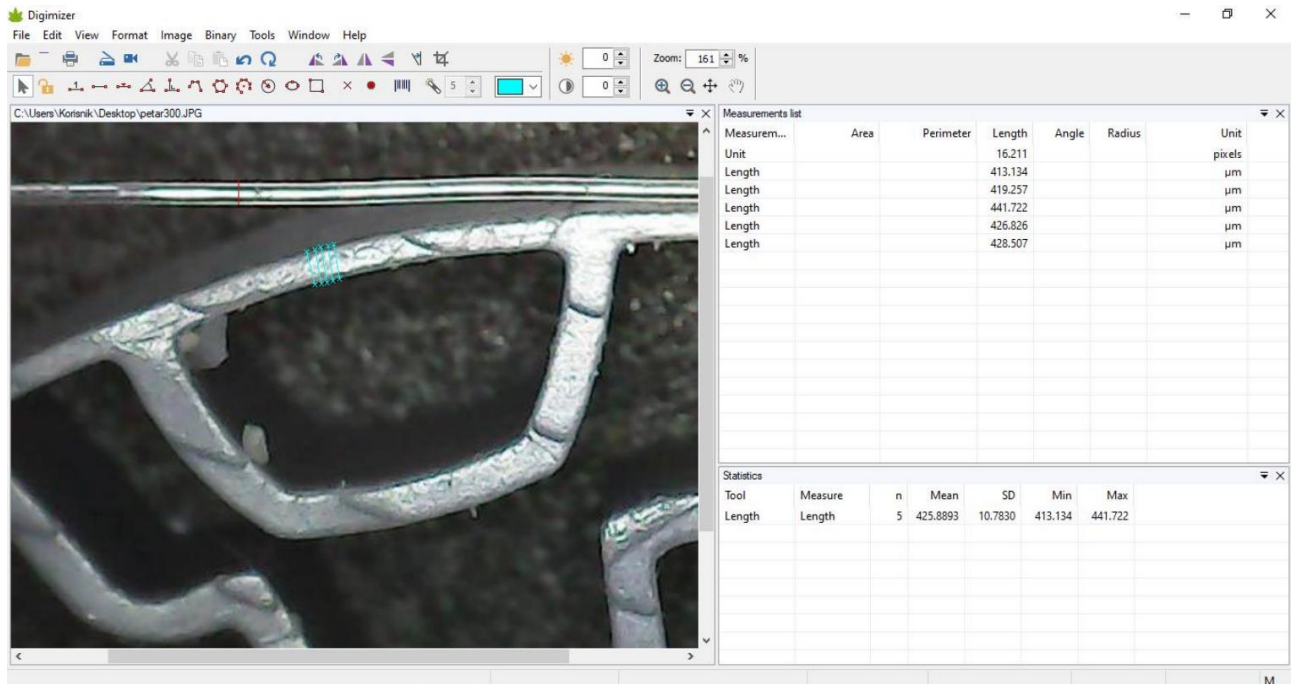 Digimizer
File Edit View Format Image Binary Tools Window Help
0 Zoom: 161 %
1 5 0
C:\Users\Korisnik\Desktop\petar300.JPG
Measurements list
Measurem... Area Perimeter Length Angle Radius Unit
Unit 16.211 pixels
Length 413.134 µm
Length 419.257 µm
Length 441.722 µm
Length 426.826 µm
Length 428.507 µm
Statistics
Tool Measure n Mean SD Min Max
Length Length 5 425.8893 10.7830 413.134 441.722
M